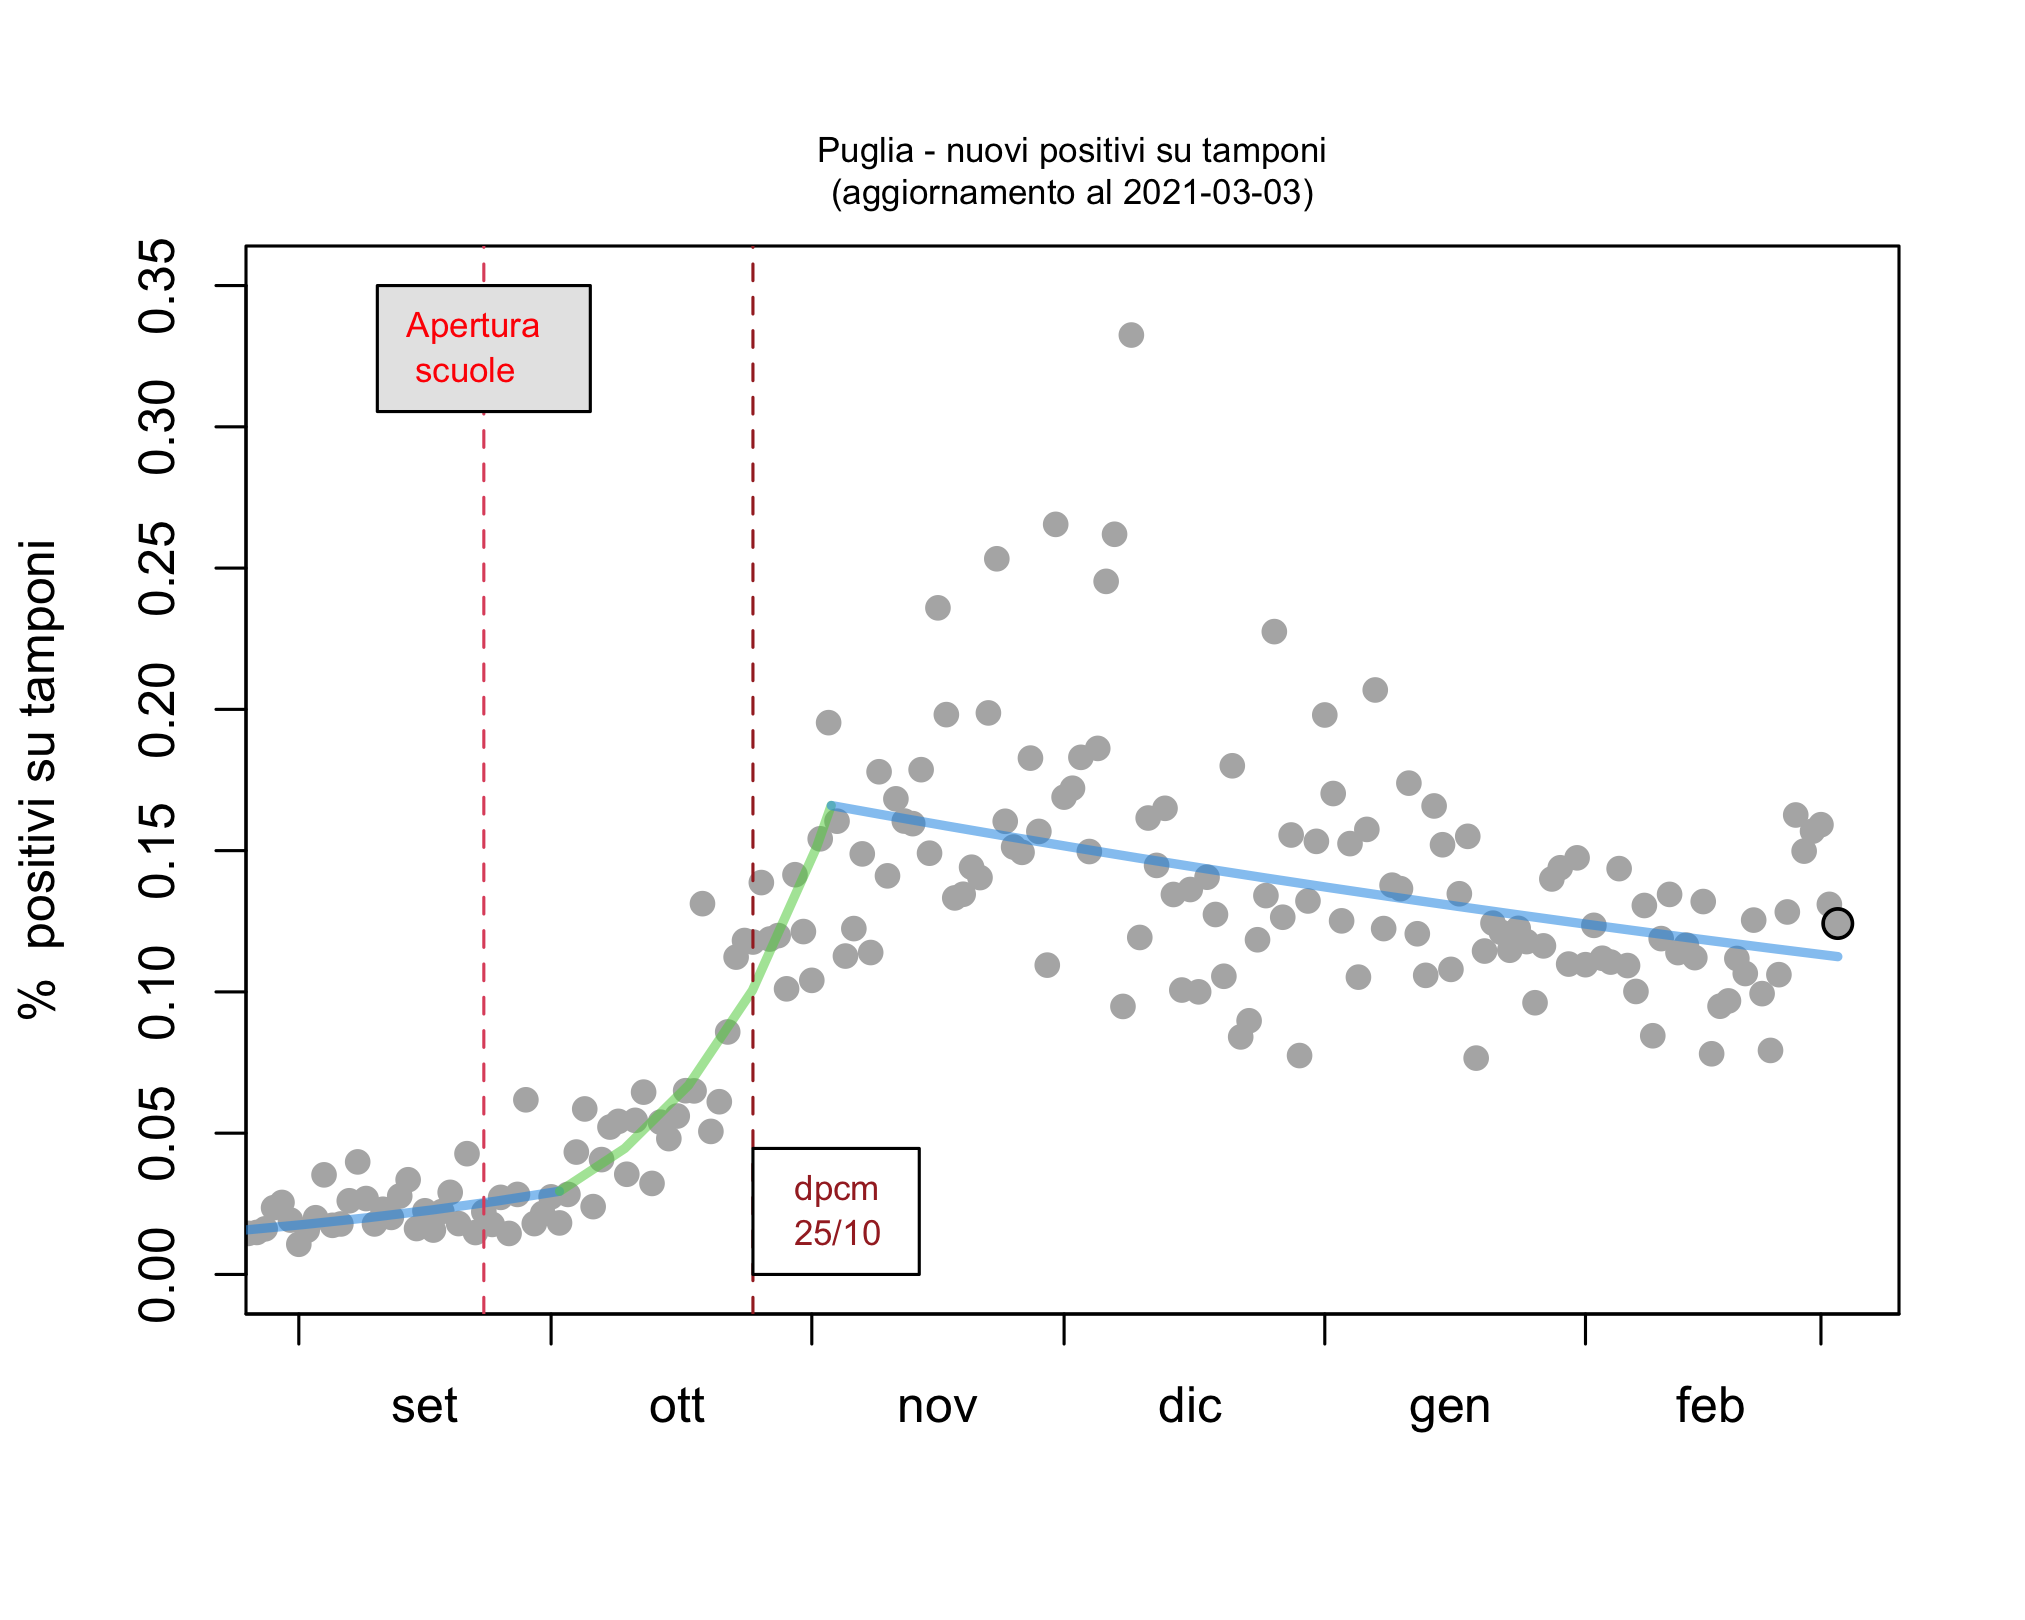 Puglia - nuovi positivi su tamponi
(aggiornamento al 2021-03-03)
% positivi su tamponi
0.35
0.30
0.25
0.20
0.15
0.10
0.05
0.00
Apertura
scuole
dpcm
25/10
set
ott
nov
dic
gen
feb